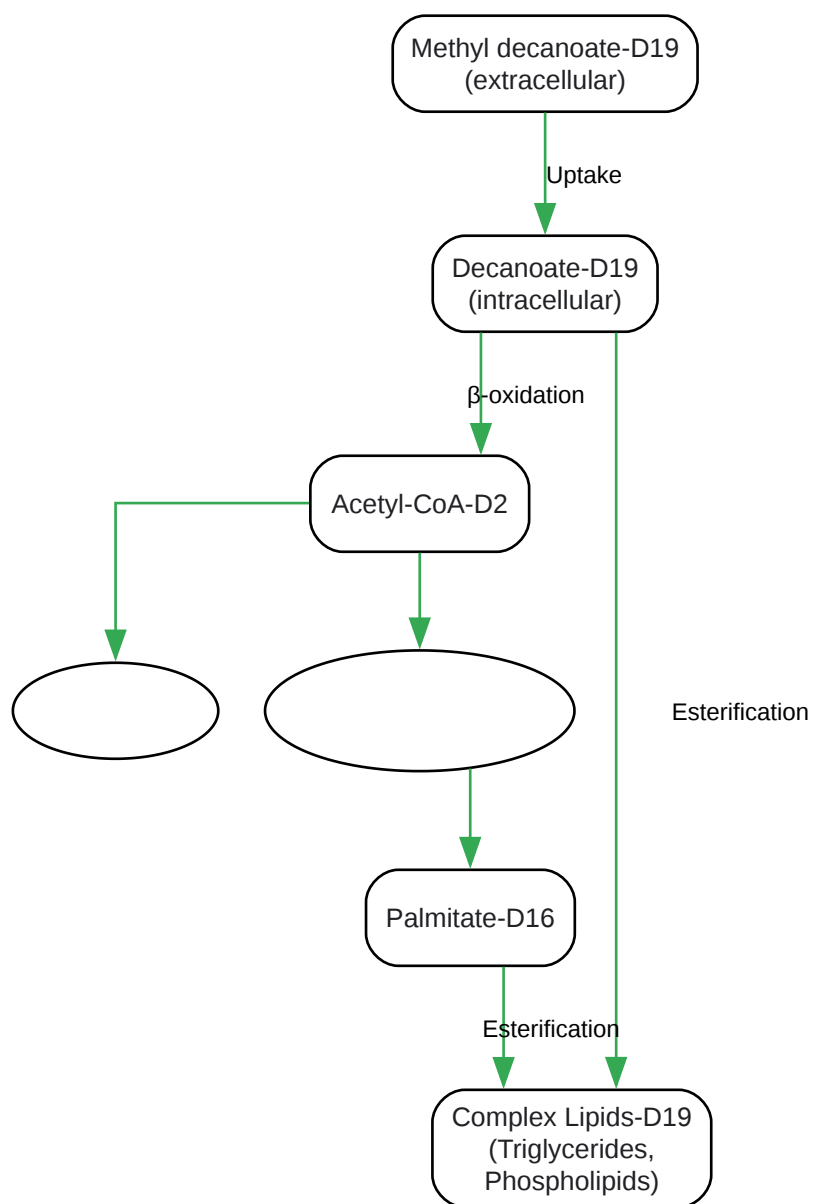 Methyl decanoate-D19
(extracellular)
Uptake
Decanoate-D19
(intracellular)
β-oxidation
Acetyl-CoA-D2
Esterification
Palmitate-D16
Esterification
Complex Lipids-D19
(Triglycerides,
Phospholipids)